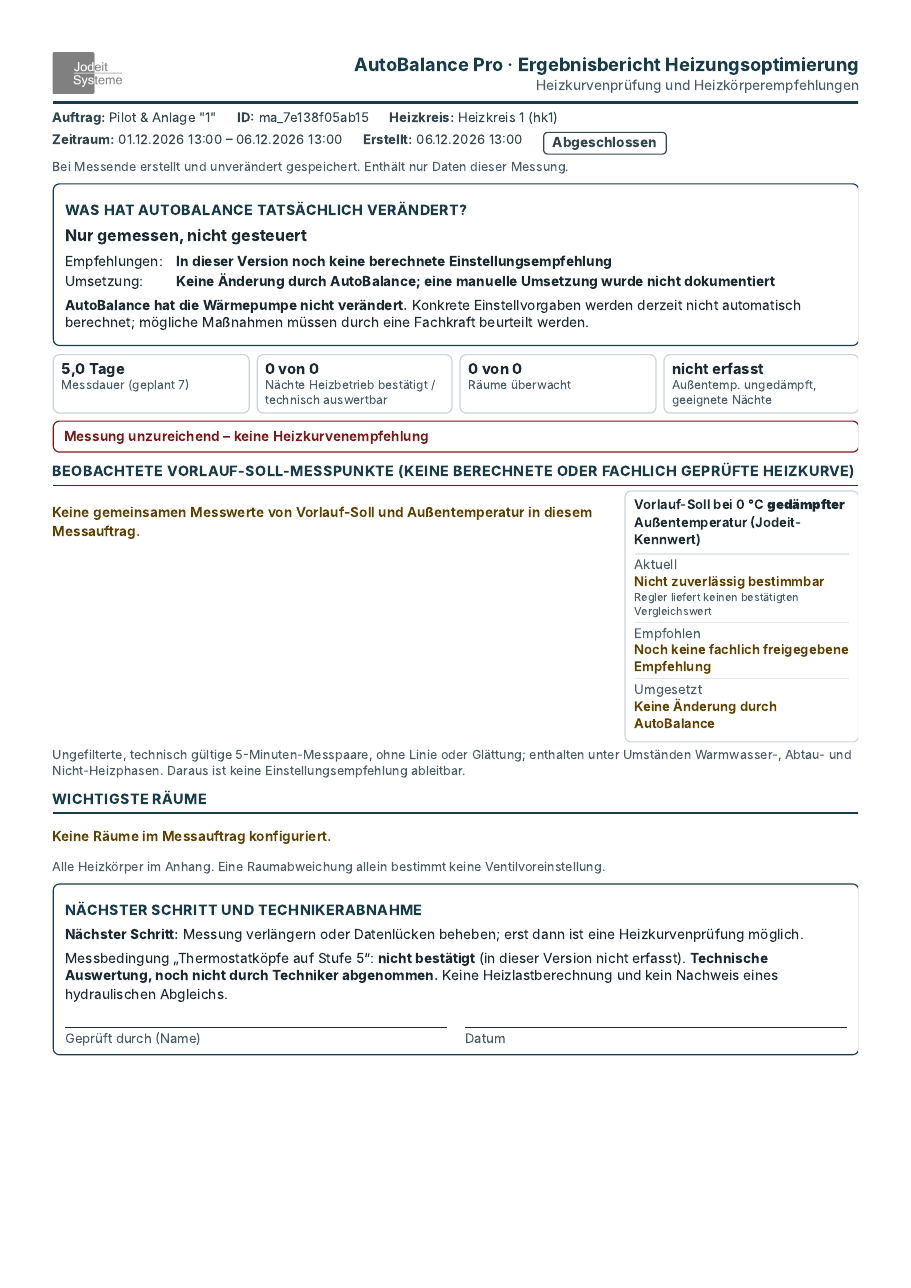 Jodeit
Systeme
AutoBalance Pro · Ergebnisbericht Heizungsoptimierung
Heizkurvenprüfung und Heizkörperempfehlungen
Auftrag: Pilot & Anlage "1" ID: ma_7e138f05ab15 Heizkreis: Heizkreis 1 (hk1)
Zeitraum: 01.12.2026 13:00 – 06.12.2026 13:00 Erstellt: 06.12.2026 13:00 Abgeschlossen
Bei Messende erstellt und unverändert gespeichert. Enthält nur Daten dieser Messung.
WAS HAT AUTOBALANCE TATSÄCHLICH VERÄNDERT?
Nur gemessen, nicht gesteuert
Empfehlungen: In dieser Version noch keine berechnete Einstellungsempfehlung
Umsetzung: Keine Änderung durch AutoBalance; eine manuelle Umsetzung wurde nicht dokumentiert
AutoBalance hat die Wärmepumpe nicht verändert. Konkrete Einstellvorgaben werden derzeit nicht automatisch
berechnet; mögliche Maßnahmen müssen durch eine Fachkraft beurteilt werden.
5,0 Tage
Messdauer (geplant 7)
0 von 0
Nächte Heizbetrieb bestätigt /
technisch auswertbar
0 von 0
Räume überwacht
nicht erfasst
Außentemp. ungedämpft,
geeignete Nächte
Messung unzureichend – keine Heizkurvenempfehlung
BEOBACHTETE VORLAUF-SOLL-MESSPUNKTE (KEINE BERECHNETE ODER FACHLICH GEPRÜFTE HEIZKURVE)
Keine gemeinsamen Messwerte von Vorlauf-Soll und Außentemperatur in diesem
Messauftrag.
Vorlauf-Soll bei 0 °C gedämpfter
Außentemperatur (Jodeit-
Kennwert)
Aktuell
Nicht zuverlässig bestimmbar
Regler liefert keinen bestätigten
Vergleichswert
Empfohlen
Noch keine fachlich freigegebene
Empfehlung
Umgesetzt
Keine Änderung durch
AutoBalance
Ungefilterte, technisch gültige 5-Minuten-Messpaare, ohne Linie oder Glättung; enthalten unter Umständen Warmwasser-, Abtau- und
Nicht-Heizphasen. Daraus ist keine Einstellungsempfehlung ableitbar.
WICHTIGSTE RÄUME
Keine Räume im Messauftrag konfiguriert.
Alle Heizkörper im Anhang. Eine Raumabweichung allein bestimmt keine Ventilvoreinstellung.
NÄCHSTER SCHRITT UND TECHNIKERABNAHME
Nächster Schritt: Messung verlängern oder Datenlücken beheben; erst dann ist eine Heizkurvenprüfung möglich.
Messbedingung „Thermostatköpfe auf Stufe 5“: nicht bestätigt (in dieser Version nicht erfasst). Technische
Auswertung, noch nicht durch Techniker abgenommen. Keine Heizlastberechnung und kein Nachweis eines
hydraulischen Abgleichs.
Geprüft durch (Name)
Datum